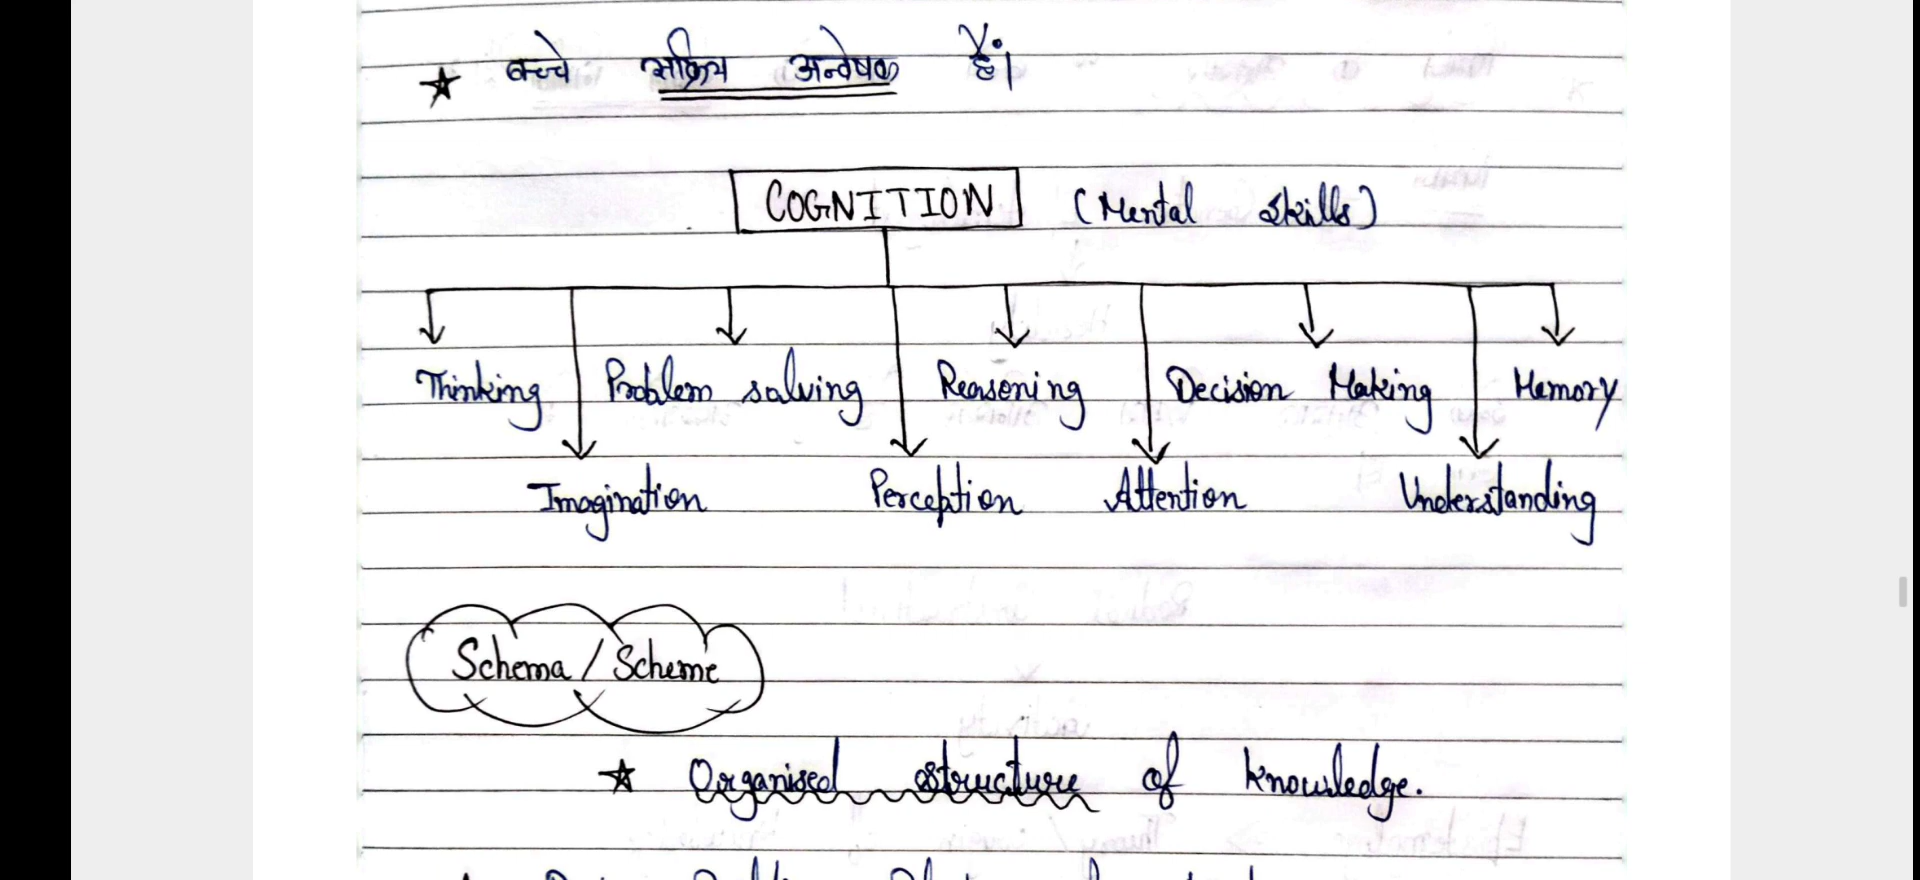 ★ बच्चे सक्रिय अन्वेषक हैं।
COGNITION (Mental Skills)
Thinking Problem solving Reasoning Decision Making Memory
Imagination Perception Attention Understanding
Schema / Scheme
★ Organised structure of knowledge.